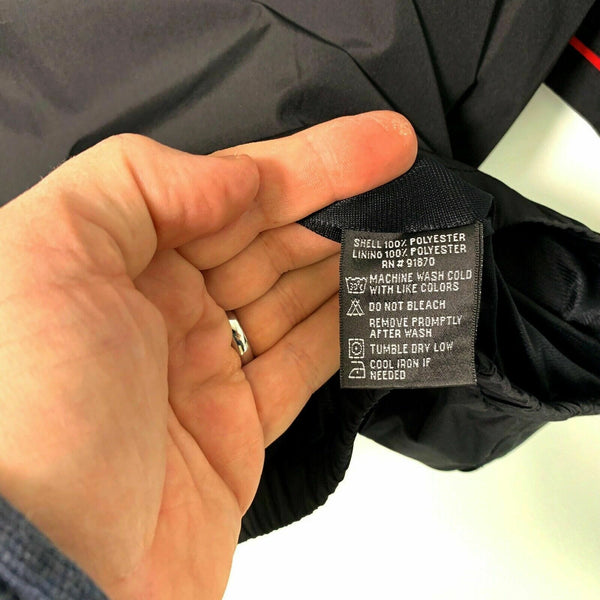 SHELL 100% POLYESTER
LINING 100% POLYESTER
RN # 91870
30°C MACHINE WASH COLD
WITH LIKE COLORS
DO NOT BLEACH
REMOVE PROMPTLY
AFTER WASH
TUMBLE DRY LOW
COOL IRON IF
NEEDED